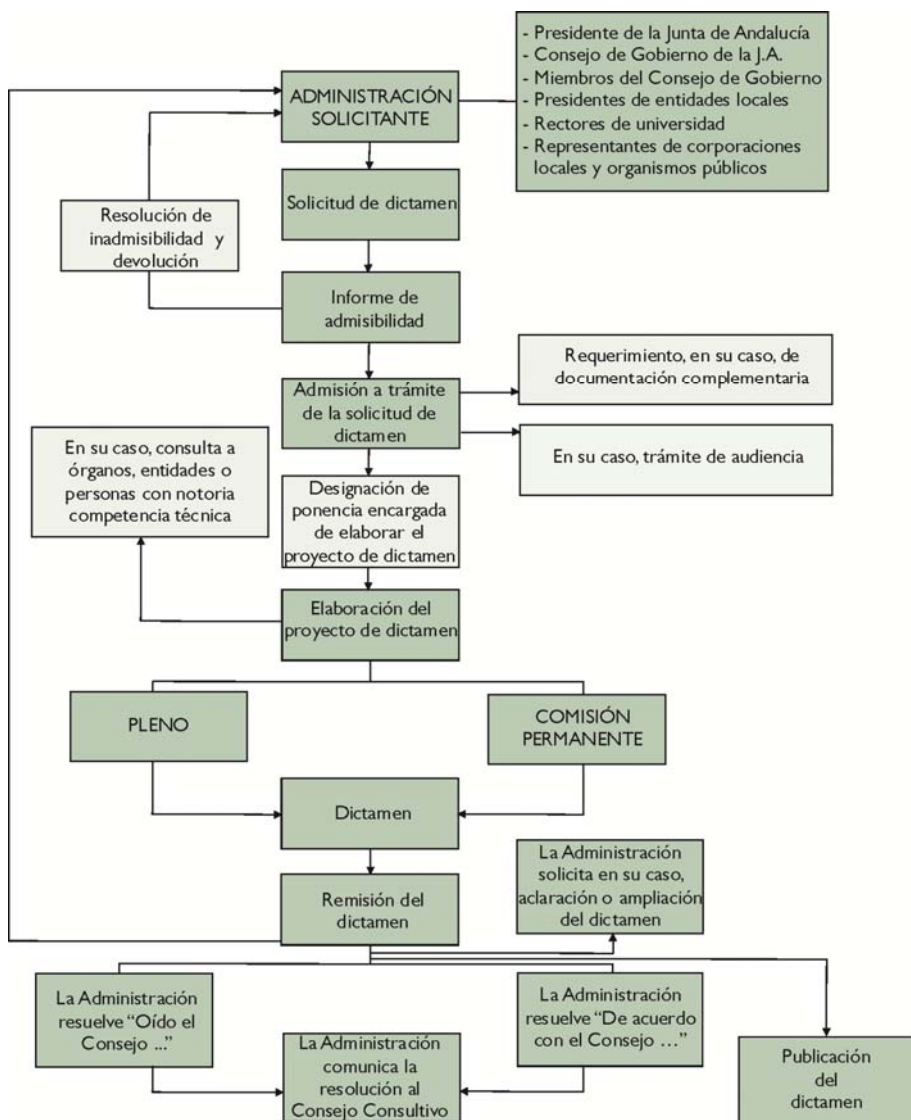 - Presidente de la Junta de Andalucía
- Consejo de Gobierno de la J.A.
- Miembros del Consejo de Gobierno
- Presidentes de entidades locales
- Rectores de universidad
- Representantes de corporaciones
locales y organismos públicos
ADMINISTRACIÓN
SOLICITANTE
Solicitud de dictamen
Resolución de
inadmisibilidad y
devolución
Informe de
admisibilidad
Requerimiento, en su caso, de
documentación complementaria
Admisión a trámite
de la solicitud de
dictamen
En su caso, trámite de audiencia
En su caso, consulta a
órganos, entidades o
personas con notoria
competencia técnica
Designación de
ponencia encargada
de elaborar el
proyecto de dictamen
Elaboración del
proyecto de dictamen
PLENO
COMISIÓN
PERMANENTE
Dictamen
La Administración
solicita en su caso,
aclaración o ampliación
del dictamen
Remisión del
dictamen
La Administración
resuelve “Oído el
Consejo ...”
La Administración
resuelve “De acuerdo
con el Consejo …”
La Administración
comunica la
resolución al
Consejo Consultivo
Publicación
del
dictamen